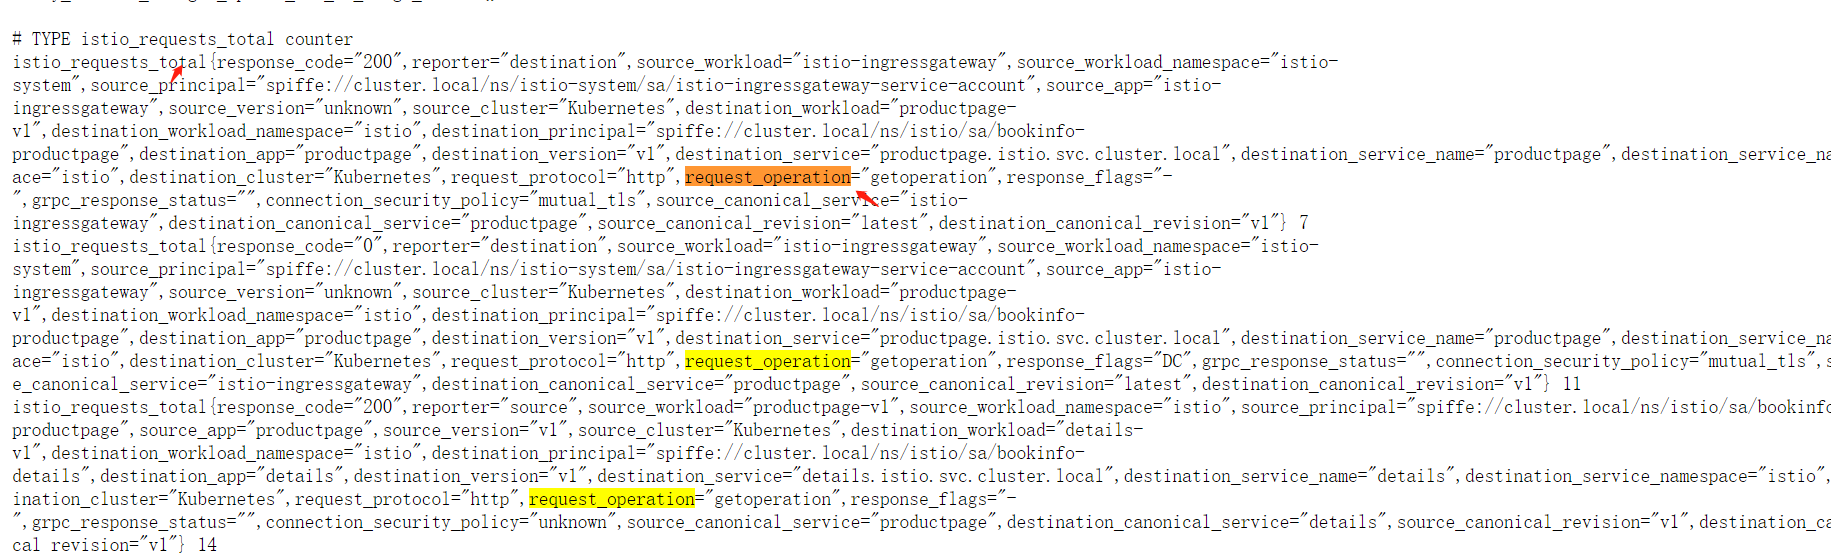 # TYPE istio_requests_total counter
istio_requests_total{response_code="200",reporter="destination",source_workload="istio-ingressgateway",source_workload_namespace="istio-
system",source_principal="spiffe://cluster.local/ns/istio-system/sa/istio-ingressgateway-service-account",source_app="istio-
ingressgateway",source_version="unknown",source_cluster="Kubernetes",destination_workload="productpage-
v1",destination_workload_namespace="istio",destination_principal="spiffe://cluster.local/ns/istio/sa/bookinfo-
productpage",destination_app="productpage",destination_version="v1",destination_service="productpage.istio.svc.cluster.local",destination_service_name="productpage",destination_service_na
ace="istio",destination_cluster="Kubernetes",request_protocol="http",request_operation="getoperation",response_flags="-
",grpc_response_status="",connection_security_policy="mutual_tls",source_canonical_service="istio-
ingressgateway",destination_canonical_service="productpage",source_canonical_revision="latest",destination_canonical_revision="v1"} 7
istio_requests_total{response_code="0",reporter="destination",source_workload="istio-ingressgateway",source_workload_namespace="istio-
system",source_principal="spiffe://cluster.local/ns/istio-system/sa/istio-ingressgateway-service-account",source_app="istio-
ingressgateway",source_version="unknown",source_cluster="Kubernetes",destination_workload="productpage-
v1",destination_workload_namespace="istio",destination_principal="spiffe://cluster.local/ns/istio/sa/bookinfo-
productpage",destination_app="productpage",destination_version="v1",destination_service="productpage.istio.svc.cluster.local",destination_service_name="productpage",destination_service_na
ace="istio",destination_cluster="Kubernetes",request_protocol="http",request_operation="getoperation",response_flags="DC",grpc_response_status="",connection_security_policy="mutual_tls",s
e_canonical_service="istio-ingressgateway",destination_canonical_service="productpage",source_canonical_revision="latest",destination_canonical_revision="v1"} 11
istio_requests_total{response_code="200",reporter="source",source_workload="productpage-v1",source_workload_namespace="istio",source_principal="spiffe://cluster.local/ns/istio/sa/bookinfo
productpage",source_app="productpage",source_version="v1",source_cluster="Kubernetes",destination_workload="details-
v1",destination_workload_namespace="istio",destination_principal="spiffe://cluster.local/ns/istio/sa/bookinfo-
details",destination_app="details",destination_version="v1",destination_service="details.istio.svc.cluster.local",destination_service_name="details",destination_service_namespace="istio",
ination_cluster="Kubernetes",request_protocol="http",request_operation="getoperation",response_flags="-
",grpc_response_status="",connection_security_policy="unknown",source_canonical_service="productpage",destination_canonical_service="details",source_canonical_revision="v1",destination_ca
cal_revision="v1"} 14